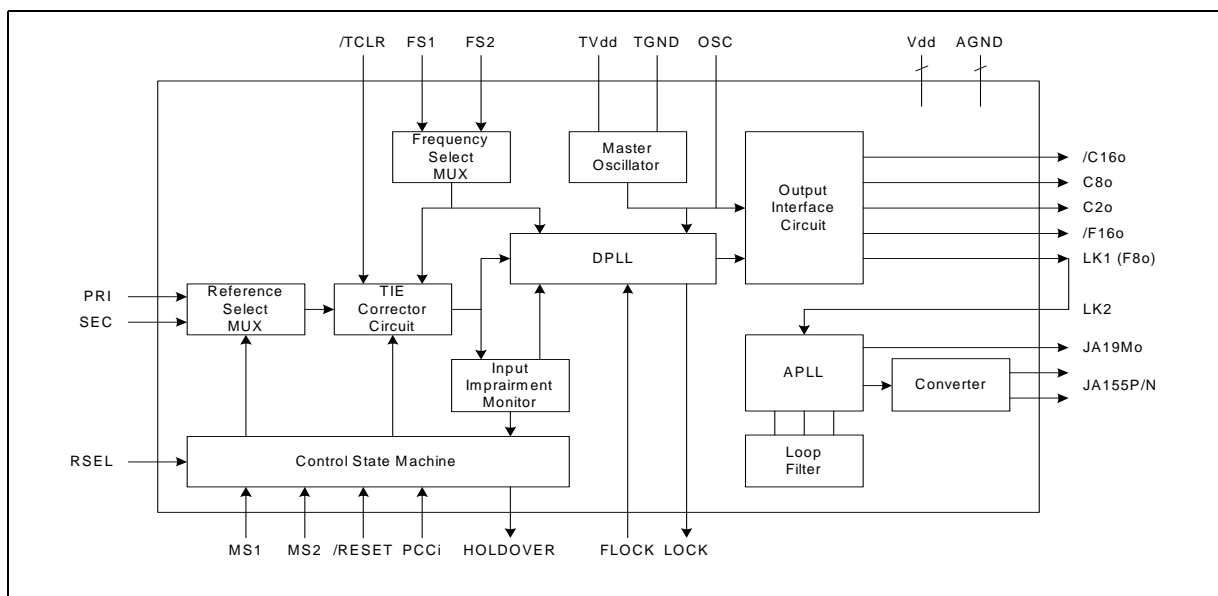 /TCLR FS1 FS2 TVdd TGND OSC Vdd AGND
Frequency
Select
MUX
Master
Oscillator
Output
Interface
Circuit
/C16o
C8o
C2o
/F16o
LK1 (F8o)
DPLL
PRI
SEC
Reference
Select
MUX
TIE
Corrector
Circuit
LK2
Input
Imprairment
Monitor
APLL
Converter
JA19Mo
JA155P/N
RSEL
Control State Machine
Loop
Filter
MS1 MS2 /RESET PCCi HOLDOVER FLOCK LOCK